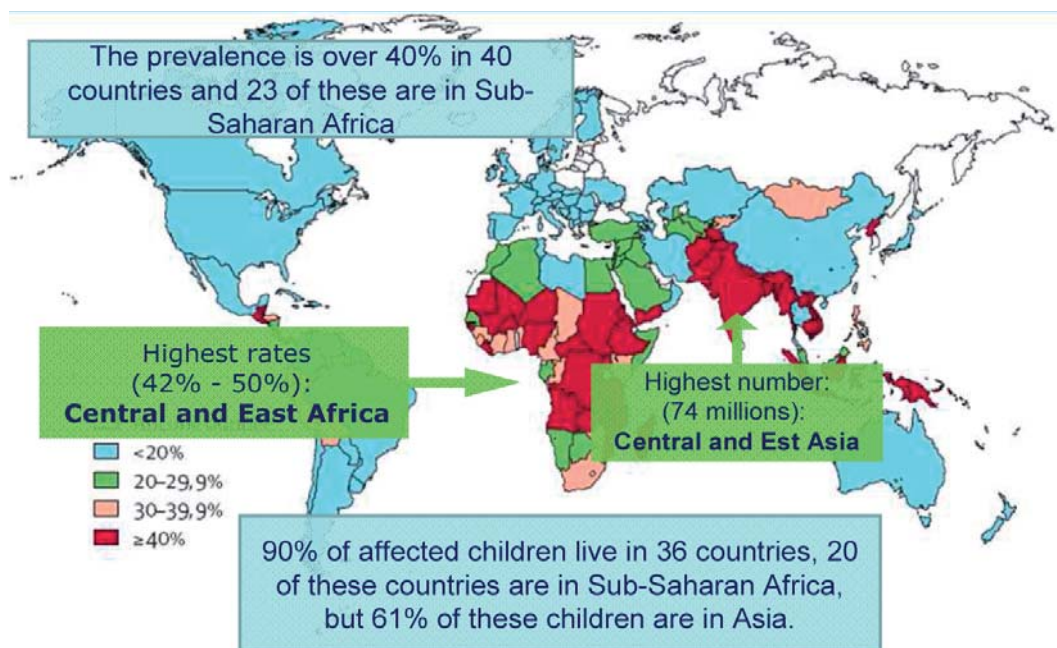 The prevalence is over 40% in 40
countries and 23 of these are in Sub-
Saharan Africa
Highest rates
(42% - 50%):
Central and East Africa
Highest number:
(74 millions):
Central and Est Asia
<20%
20–29,9%
30–39,9%
≥40%
90% of affected children live in 36 countries, 20
of these countries are in Sub-Saharan Africa,
but 61% of these children are in Asia.